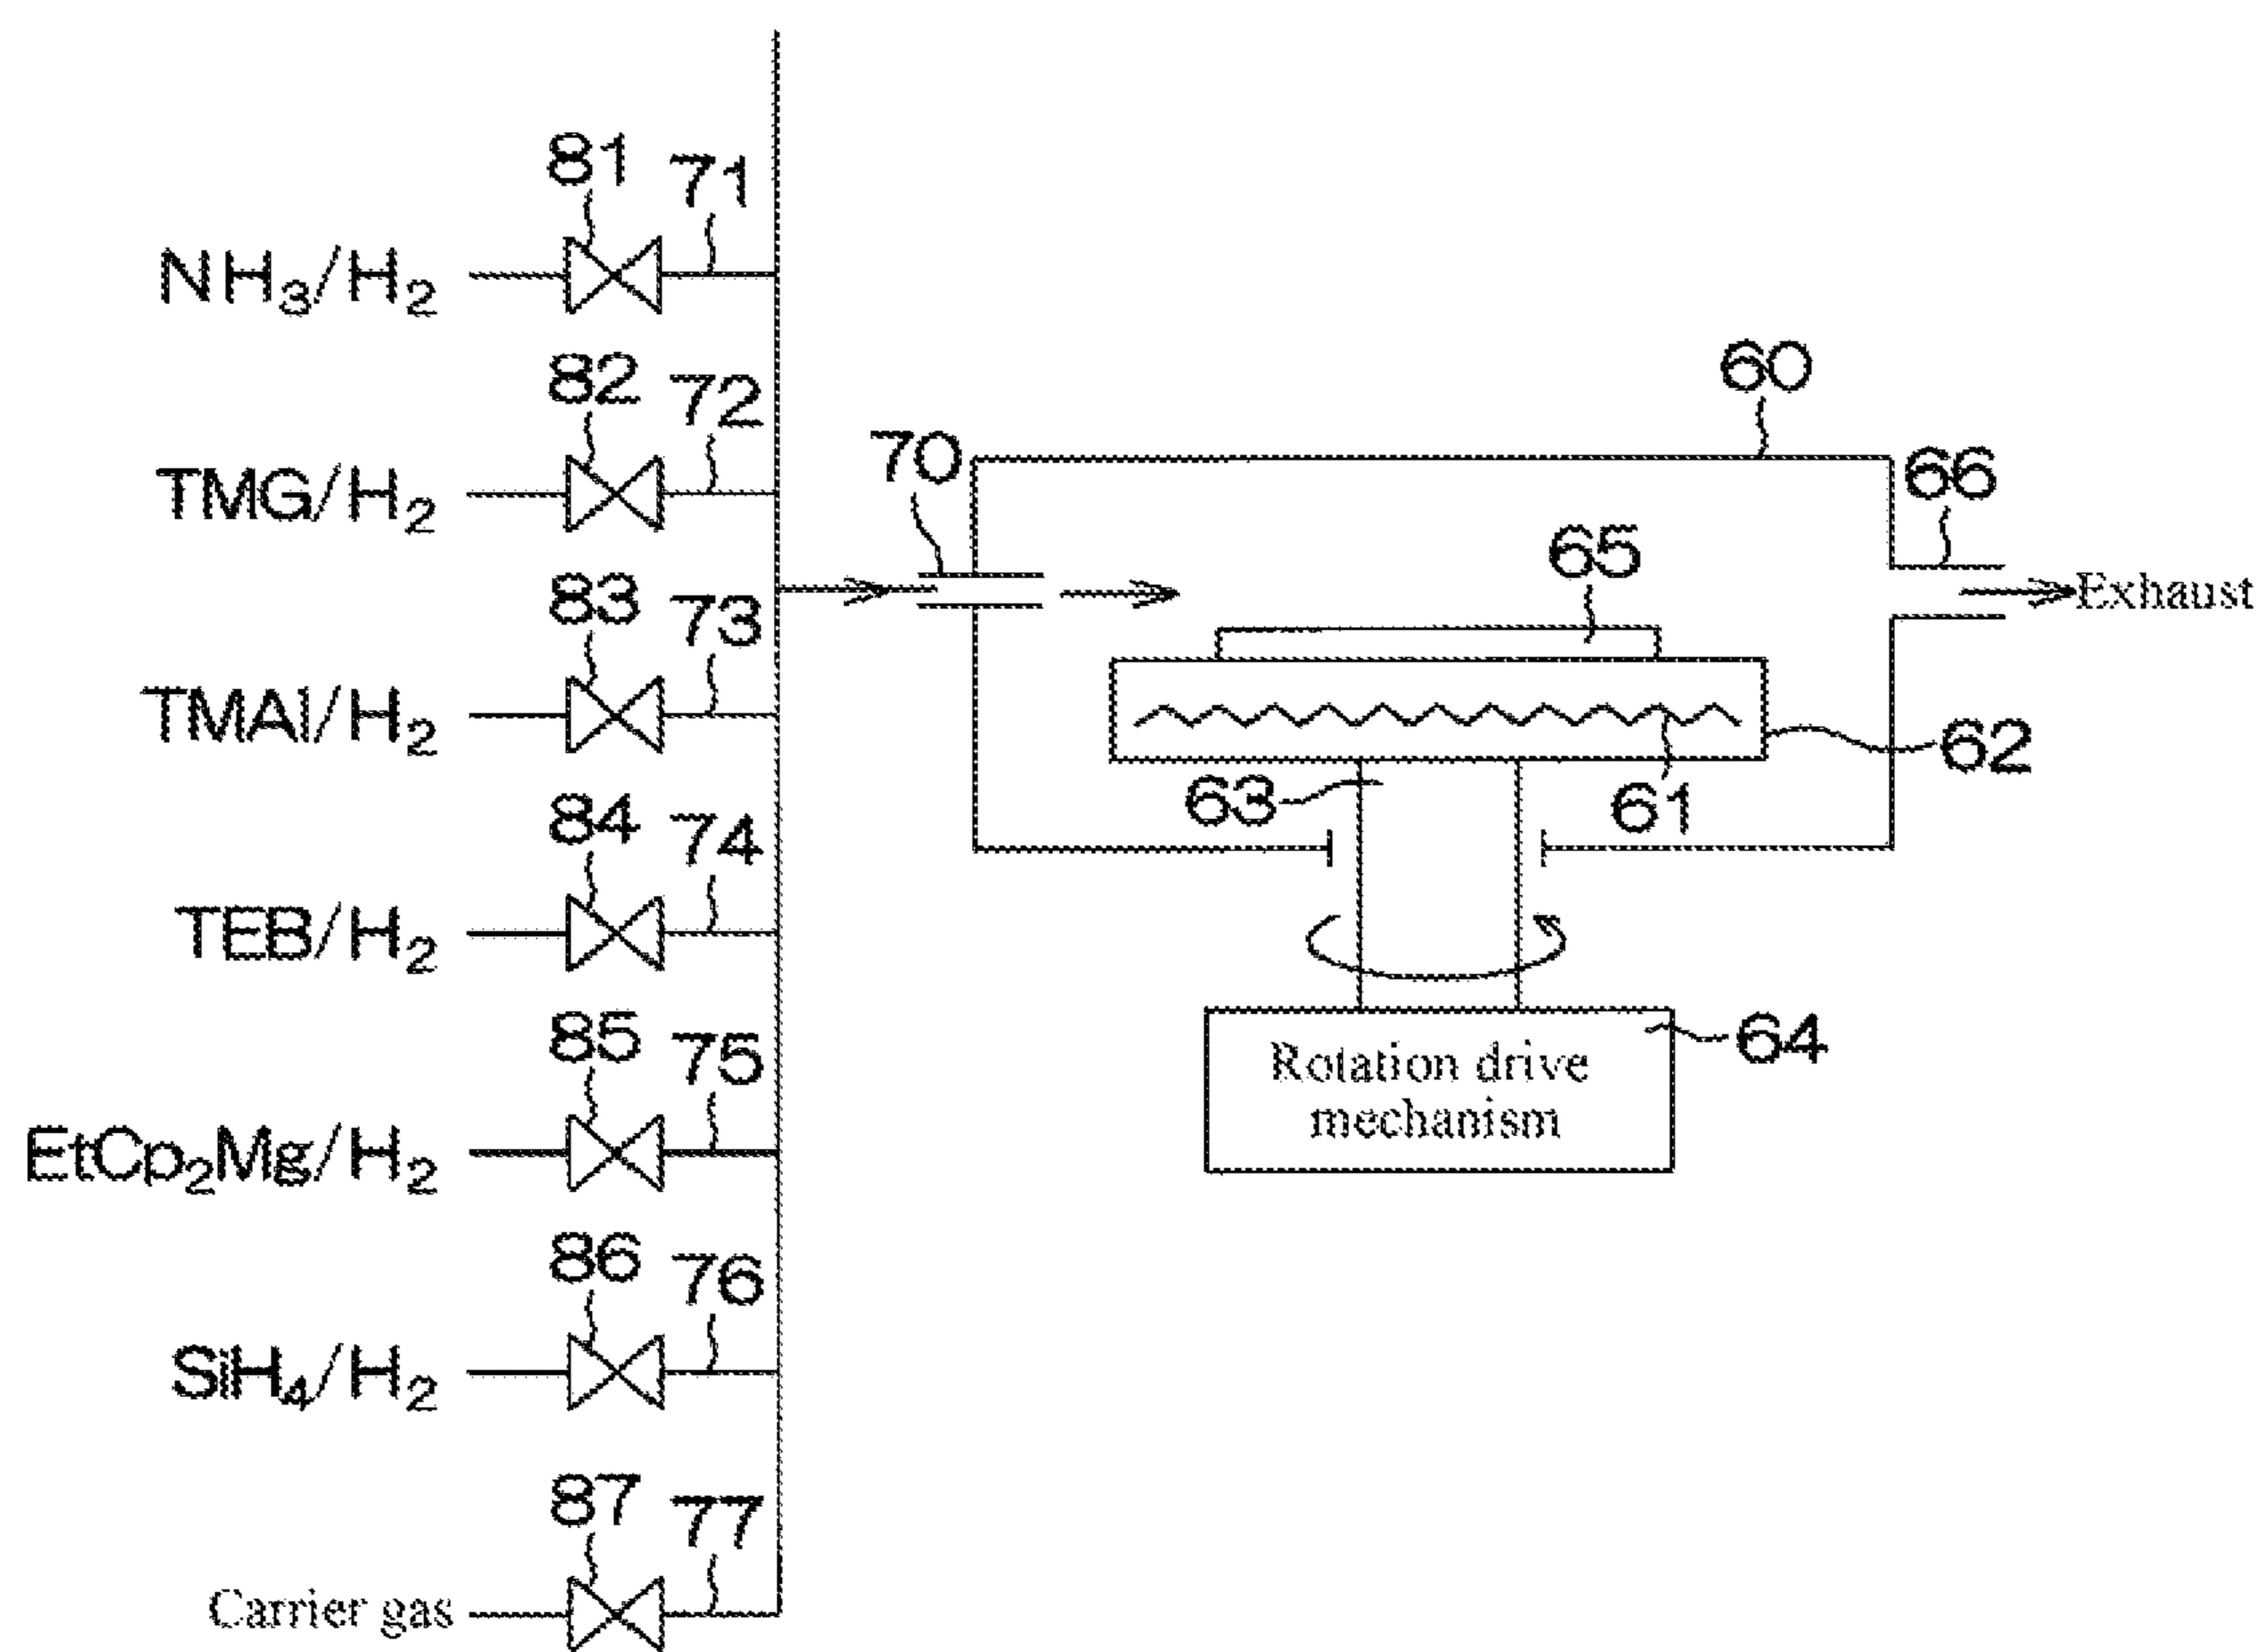 81
71
NH₃/H₂
82
72
TMG/H₂
83
73
TMAl/H₂
84
74
TEB/H₂
85
75
EtCp₂Mg/H₂
86
76
SiH₄/H₂
87
77
Carrier gas
70
60
66
65
Exhaust
62
63
61
64
Rotation drive
mechanism